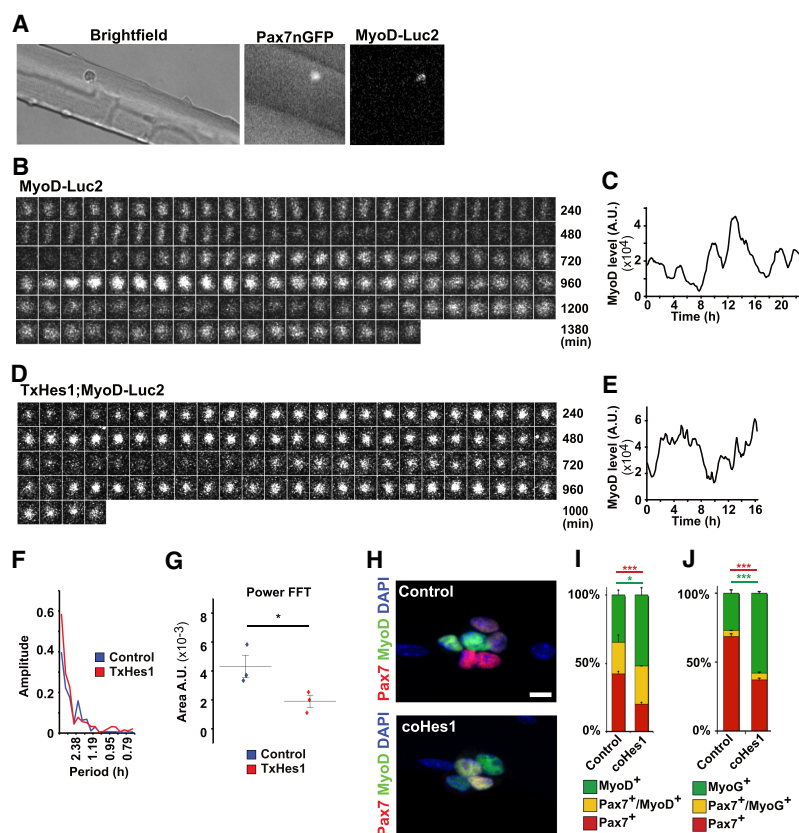 A
Brightfield Pax7nGFP MyoD-Luc2
B
MyoD-Luc2
240
480
720
960
1200
1380
(min)
C
MyoD level (A.U.)
(x10⁴)
4
2
0
0 4 8 12 16 20
Time (h)
D
TxHes1;MyoD-Luc2
240
480
720
960
1000
(min)
E
MyoD level (A.U.)
(x10⁴)
6
4
2
0
0 4 8 12 16
Time (h)
F
Amplitude
0.6
0.4
0.2
0
Control
TxHes1
2.38 1.19 0.95 0.79
Period (h)
G
Power FFT
Area A.U. (x10⁻³)
8
6
4
2
0
*
Control
TxHes1
H
Pax7 MyoD DAPI
Control
Pax7 MyoD DAPI
coHes1
I
***
*
100%
50%
0%
Control coHes1
MyoD⁺
Pax7⁺/MyoD⁺
Pax7⁺
J
***
***
100%
50%
0%
Control coHes1
MyoG⁺
Pax7⁺/MyoG⁺
Pax7⁺